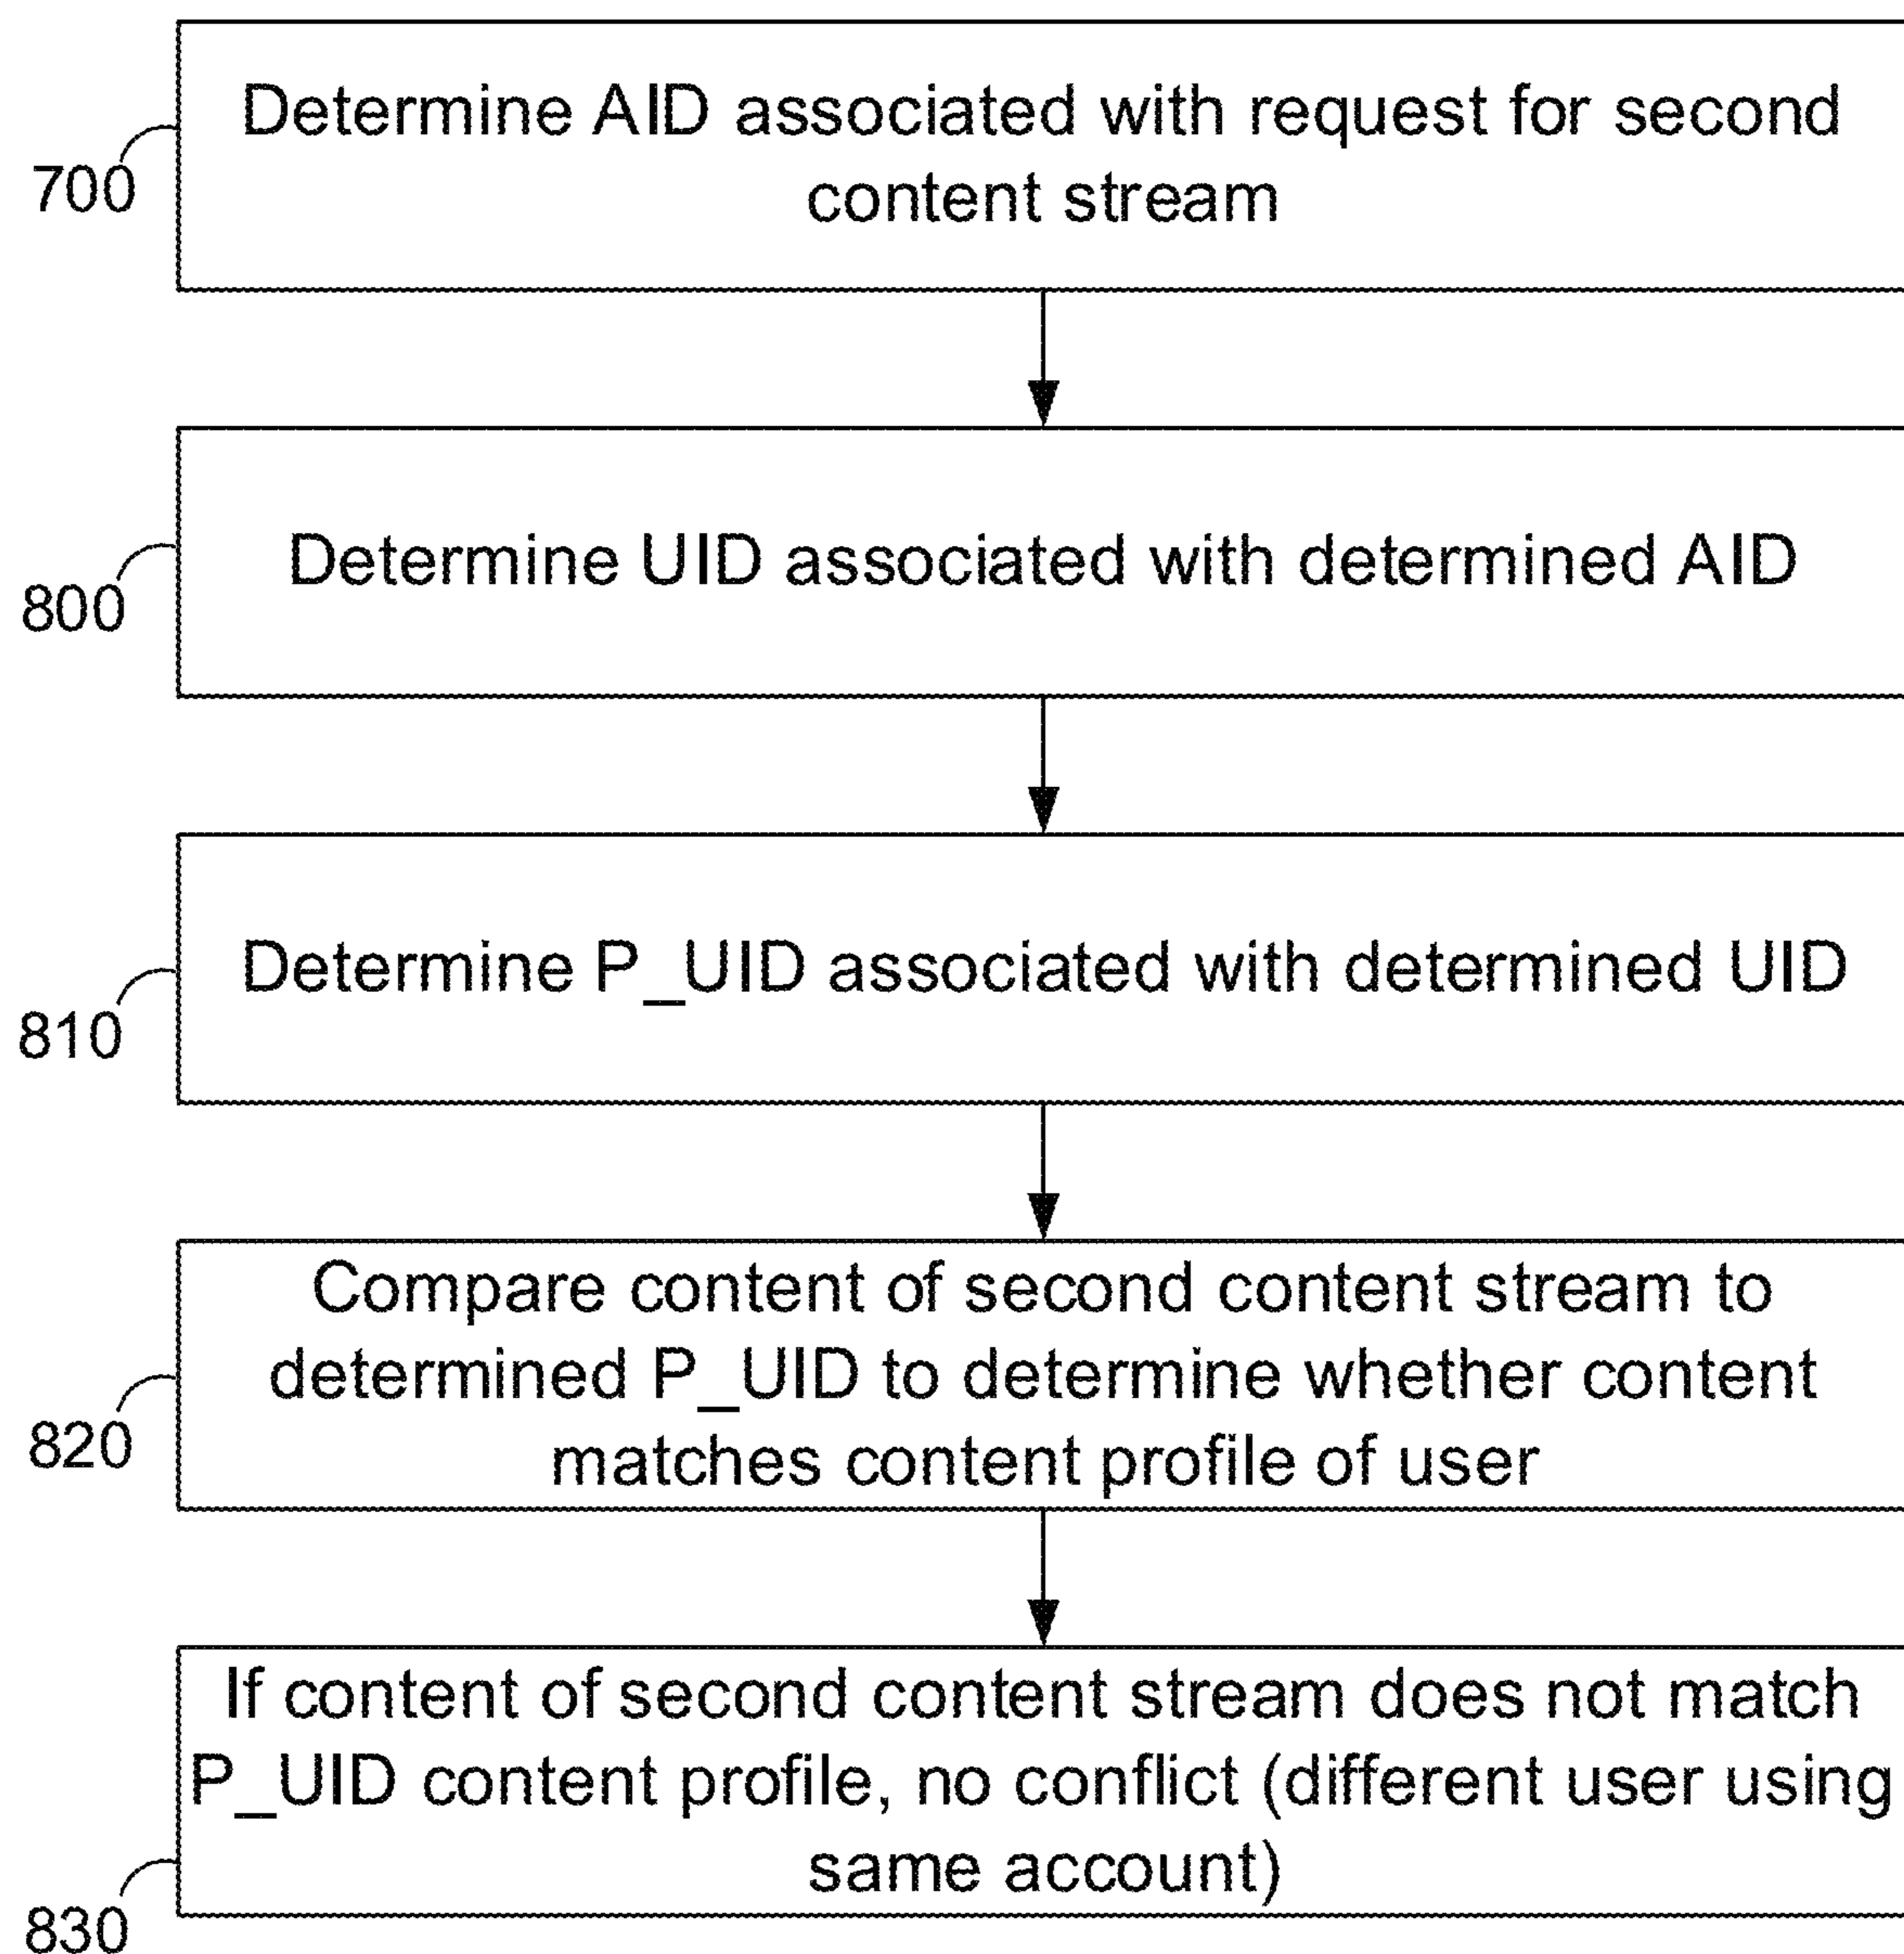 Determine AID associated with request for second
content stream
700
Determine UID associated with determined AID
800
Determine P_UID associated with determined UID
810
Compare content of second content stream to
determined P_UID to determine whether content
matches content profile of user
820
If content of second content stream does not match
P_UID content profile, no conflict (different user using
same account)
830